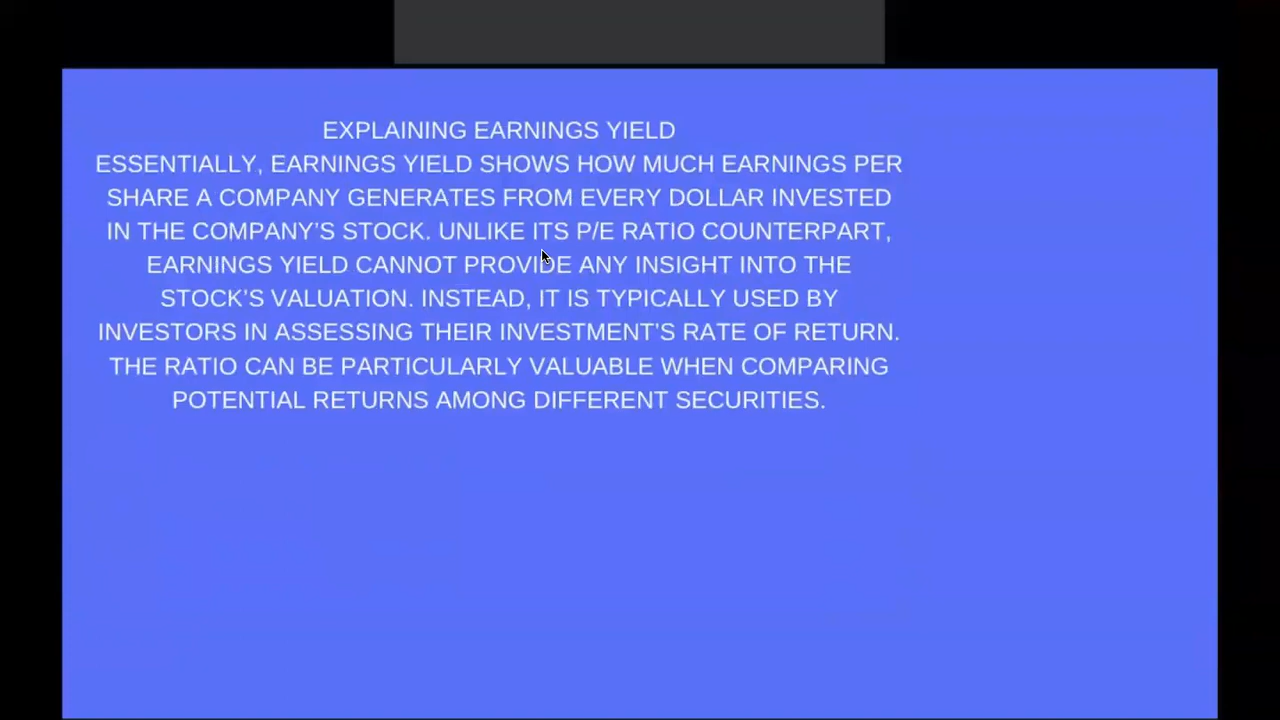 EXPLAINING EARNINGS YIELD
ESSENTIALLY, EARNINGS YIELD SHOWS HOW MUCH EARNINGS PER
SHARE A COMPANY GENERATES FROM EVERY DOLLAR INVESTED
IN THE COMPANY’S STOCK. UNLIKE ITS P/E RATIO COUNTERPART,
EARNINGS YIELD CANNOT PROVIDE ANY INSIGHT INTO THE
STOCK’S VALUATION. INSTEAD, IT IS TYPICALLY USED BY
INVESTORS IN ASSESSING THEIR INVESTMENT’S RATE OF RETURN.
THE RATIO CAN BE PARTICULARLY VALUABLE WHEN COMPARING
POTENTIAL RETURNS AMONG DIFFERENT SECURITIES.